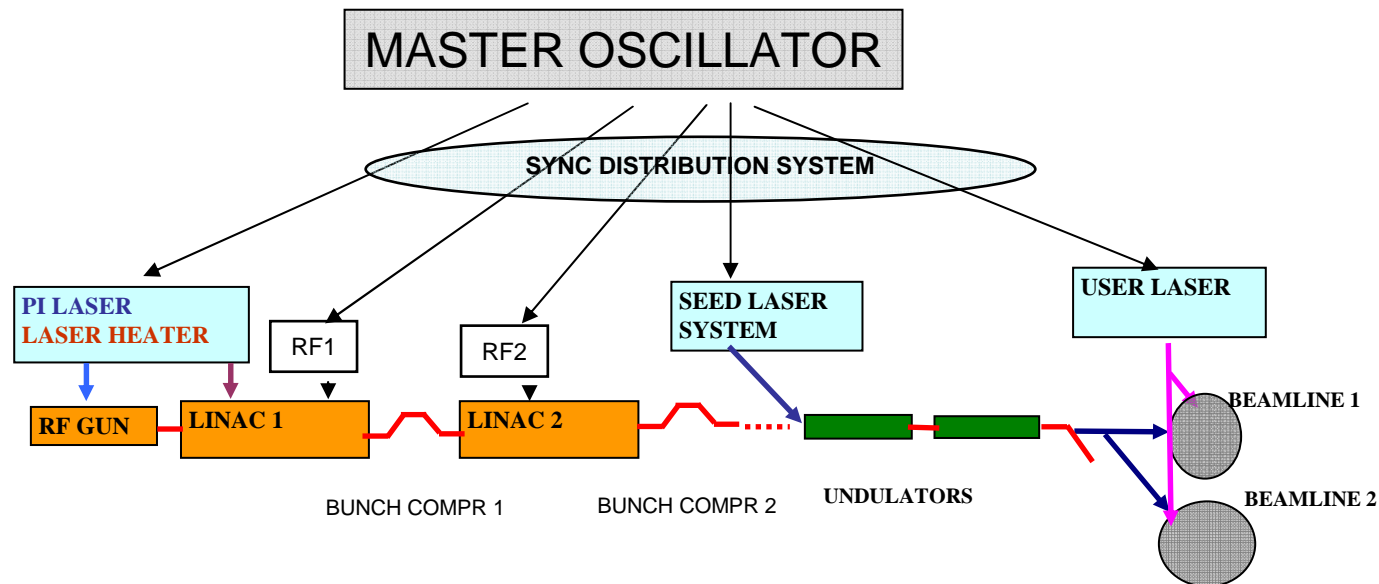 MASTER OSCILLATOR
SYNC DISTRIBUTION SYSTEM
PI LASER
LASER HEATER
RF1
RF2
SEED LASER
SYSTEM
USER LASER
RF GUN
LINAC 1
LINAC 2
BEAMLINE 1
BUNCH COMPR 1
BUNCH COMPR 2
UNDULATORS
BEAMLINE 2